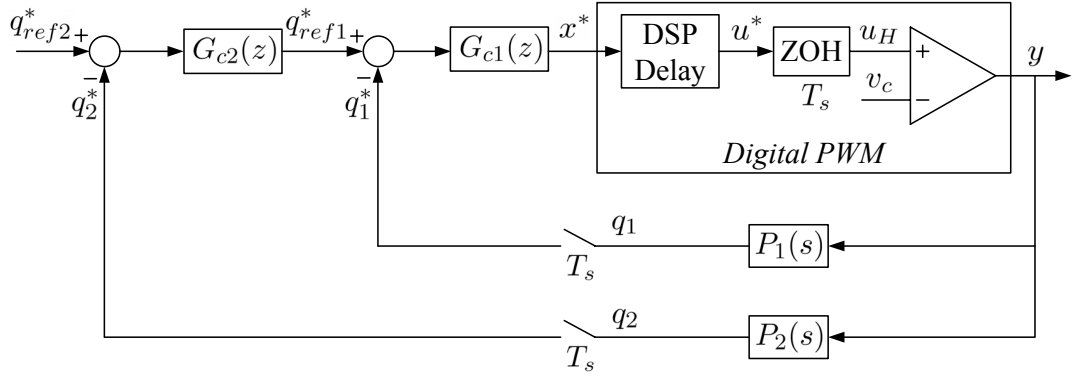 q*ref2 +
−
q*2
Gc2(z)
q*ref1 +
−
q*1
Gc1(z)
x*
DSP
Delay
u*
ZOH
Ts
uH
vc
+
−
y
Digital PWM
q1
Ts
P1(s)
q2
Ts
P2(s)